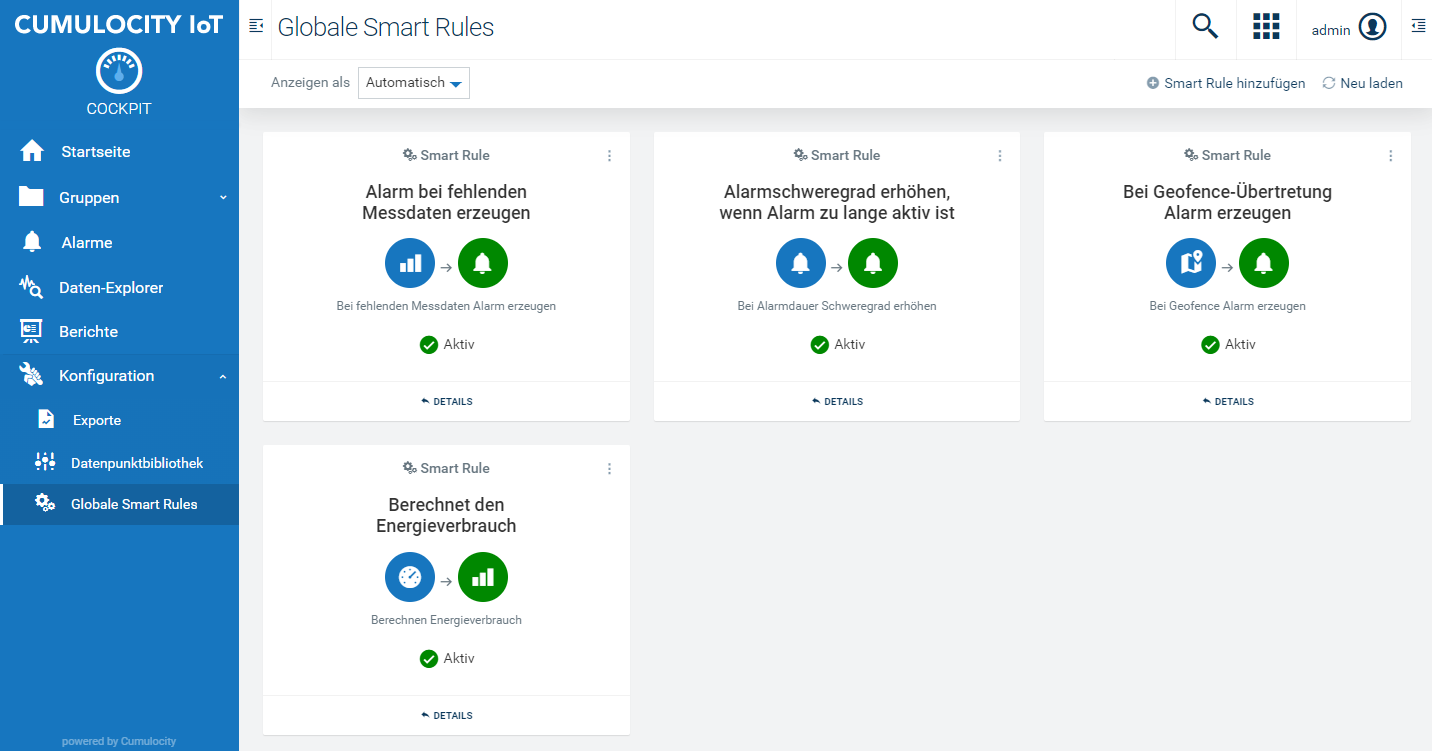 CUMULOCITY IoT
COCKPIT
Startseite
Gruppen
Alarme
Daten-Explorer
Berichte
Konfiguration
Exporte
Datenpunktbibliothek
Globale Smart Rules
powered by Cumulocity
Globale Smart Rules
admin
Anzeigen als Automatisch
Smart Rule hinzufügen Neu laden
Smart Rule
Alarm bei fehlenden
Messdaten erzeugen
Bei fehlenden Messdaten Alarm erzeugen
Aktiv
DETAILS
Smart Rule
Alarmschweregrad erhöhen,
wenn Alarm zu lange aktiv ist
Bei Alarmdauer Schweregrad erhöhen
Aktiv
DETAILS
Smart Rule
Bei Geofence-Übertretung
Alarm erzeugen
Bei Geofence Alarm erzeugen
Aktiv
DETAILS
Smart Rule
Berechnet den
Energieverbrauch
Berechnen Energieverbrauch
Aktiv
DETAILS